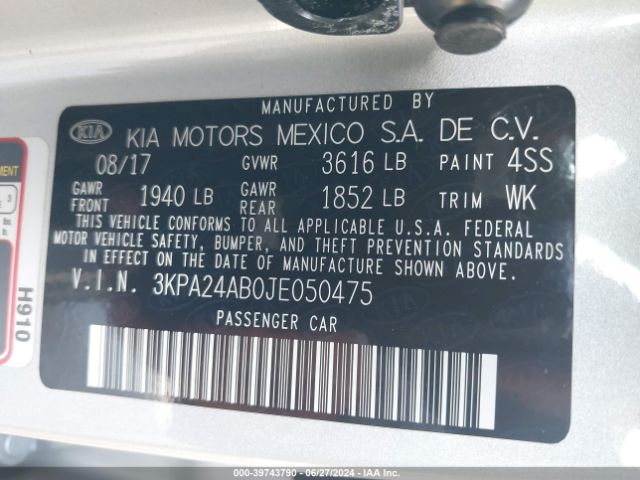 MANUFACTURED BY
KIA KIA MOTORS MEXICO S.A. DE C.V.
08/17 GVWR 3616 LB PAINT 4SS
GAWR FRONT 1940 LB GAWR REAR 1852 LB TRIM WK
THIS VEHICLE CONFORMS TO ALL APPLICABLE U.S.A. FEDERAL
MOTOR VEHICLE SAFETY, BUMPER, AND THEFT PREVENTION STANDARDS
IN EFFECT ON THE DATE OF MANUFACTURE SHOWN ABOVE.
V.I.N. 3KPA24AB0JE050475
PASSENGER CAR
H910
MENT
3
000-39743790 - 06/27/2024 - IAA Inc.